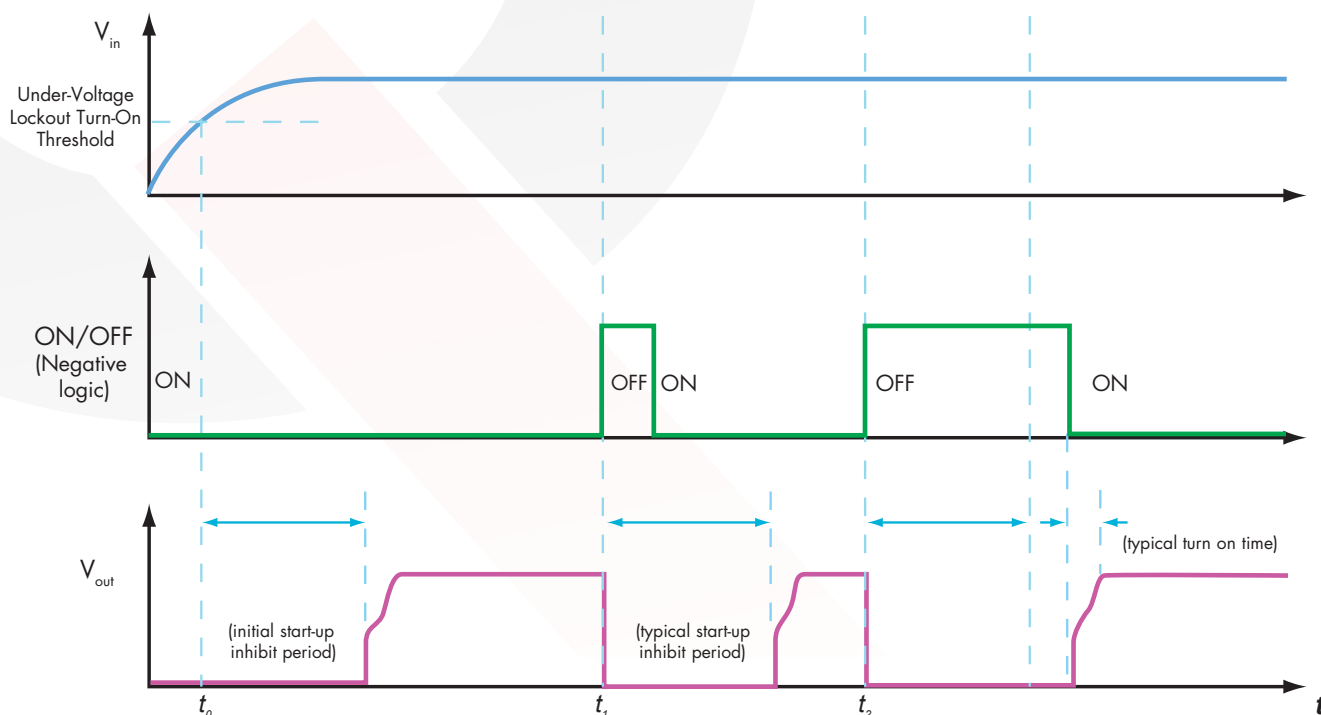 V_in
Under-Voltage
Lockout Turn-On
Threshold
ON/OFF
(Negative
logic)
ON
OFF
ON
OFF
ON
V_out
(typical turn on time)
(initial start-up
inhibit period)
(typical start-up
inhibit period)
t_0
t_1
t_2
t